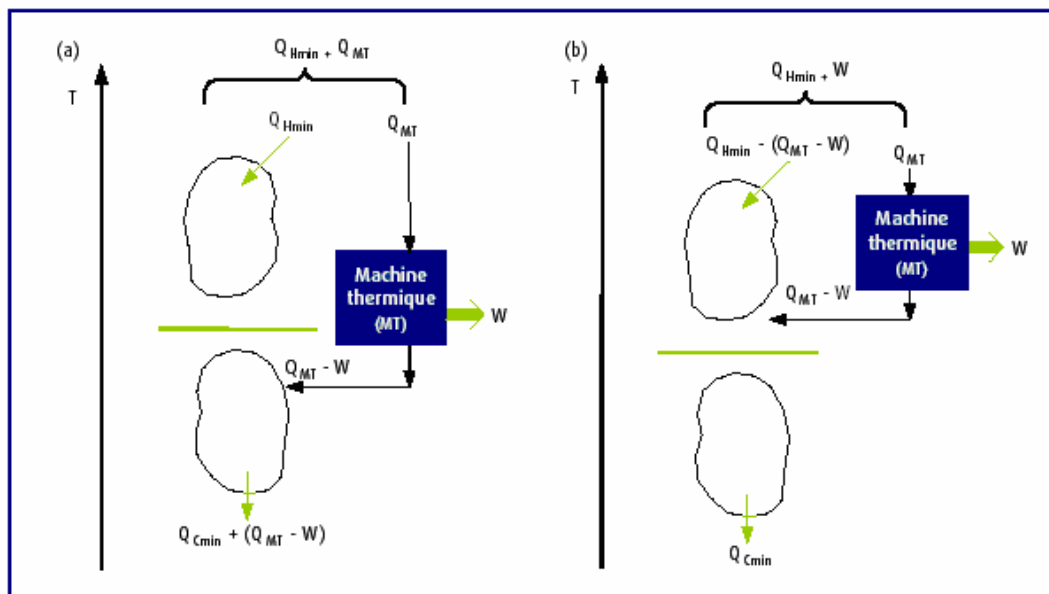 (a)
Q Hmin + Q MT
T
Q Hmin
Q MT
Machine
thermique
(MT)
W
Q MT - W
Q Cmin + (Q MT - W)
(b)
Q Hmin + W
T
Q Hmin - (Q MT - W)
Q MT
Machine
thermique
(MT)
W
Q MT - W
Q Cmin